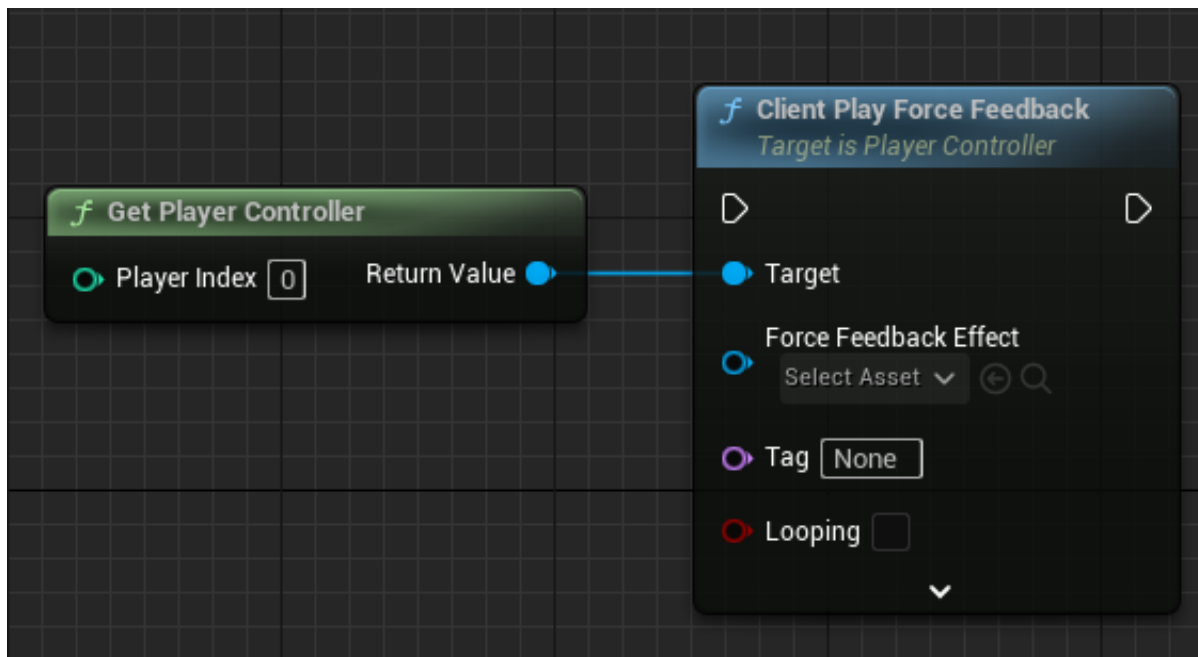 Get Player Controller
Player Index 0
Return Value
Client Play Force Feedback
Target is Player Controller
Target
Force Feedback Effect
Select Asset
Tag None
Looping